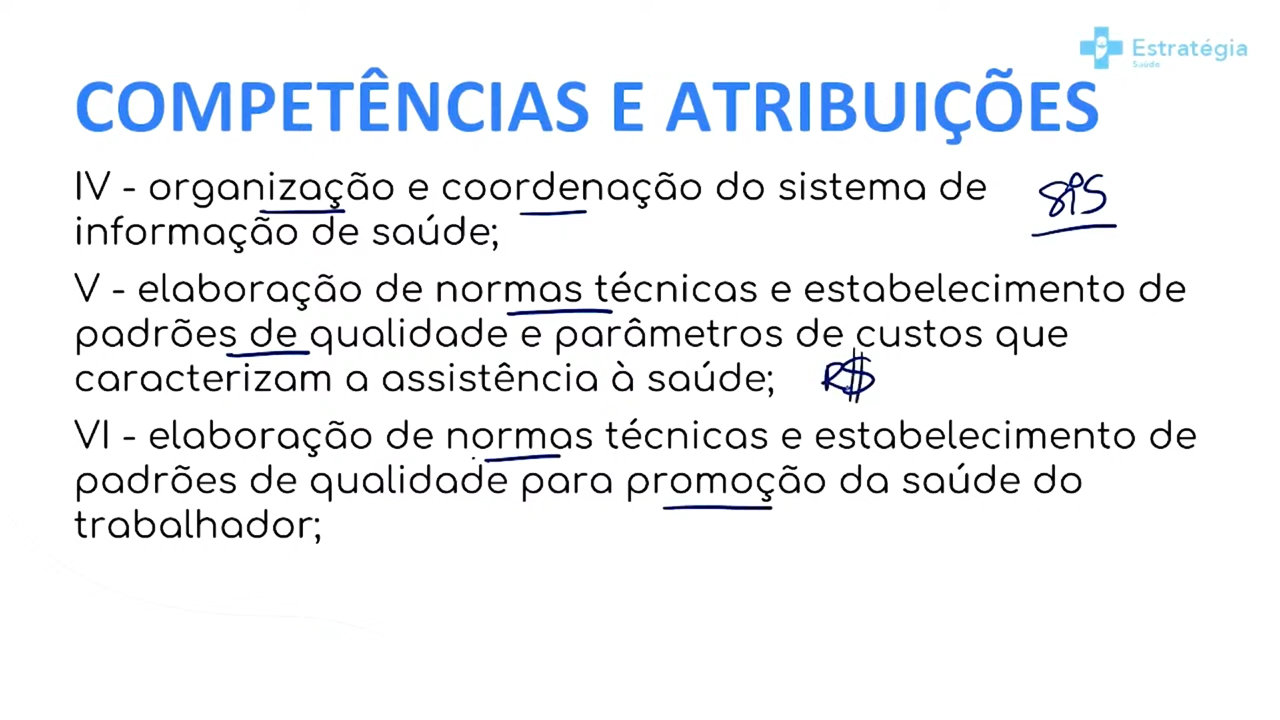 Estratégia
Saúde
COMPETÊNCIAS E ATRIBUIÇÕES
IV - organização e coordenação do sistema de
SIS
informação de saúde;
V - elaboração de normas técnicas e estabelecimento de
padrões de qualidade e parâmetros de custos que
caracterizam a assistência à saúde;
R$
VI - elaboração de normas técnicas e estabelecimento de
padrões de qualidade para promoção da saúde do
trabalhador;